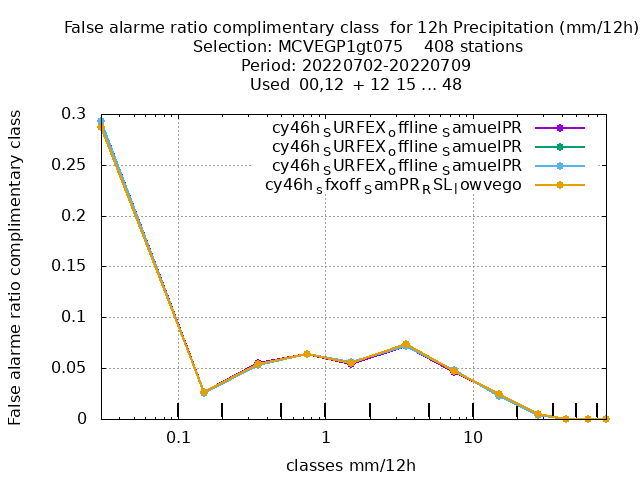 False alarme ratio complimentary class  for 12h Precipitation (mm/12h)
Selection: MCVEGP1gt075    408 stations
Period: 20220702-20220709
Used  00,12  + 12 15 ... 48
False alarme ratio complimentary class
0.3
0.25
0.2
0.15
0.1
0.05
0
cy46h_SURFEX_offline_SamuelPR
cy46h_SURFEX_offline_SamuelPR
cy46h_SURFEX_offline_SamuelPR
cy46h_sfxoff_SamPR_RSL_lowvego
0.1 1 10
classes mm/12h